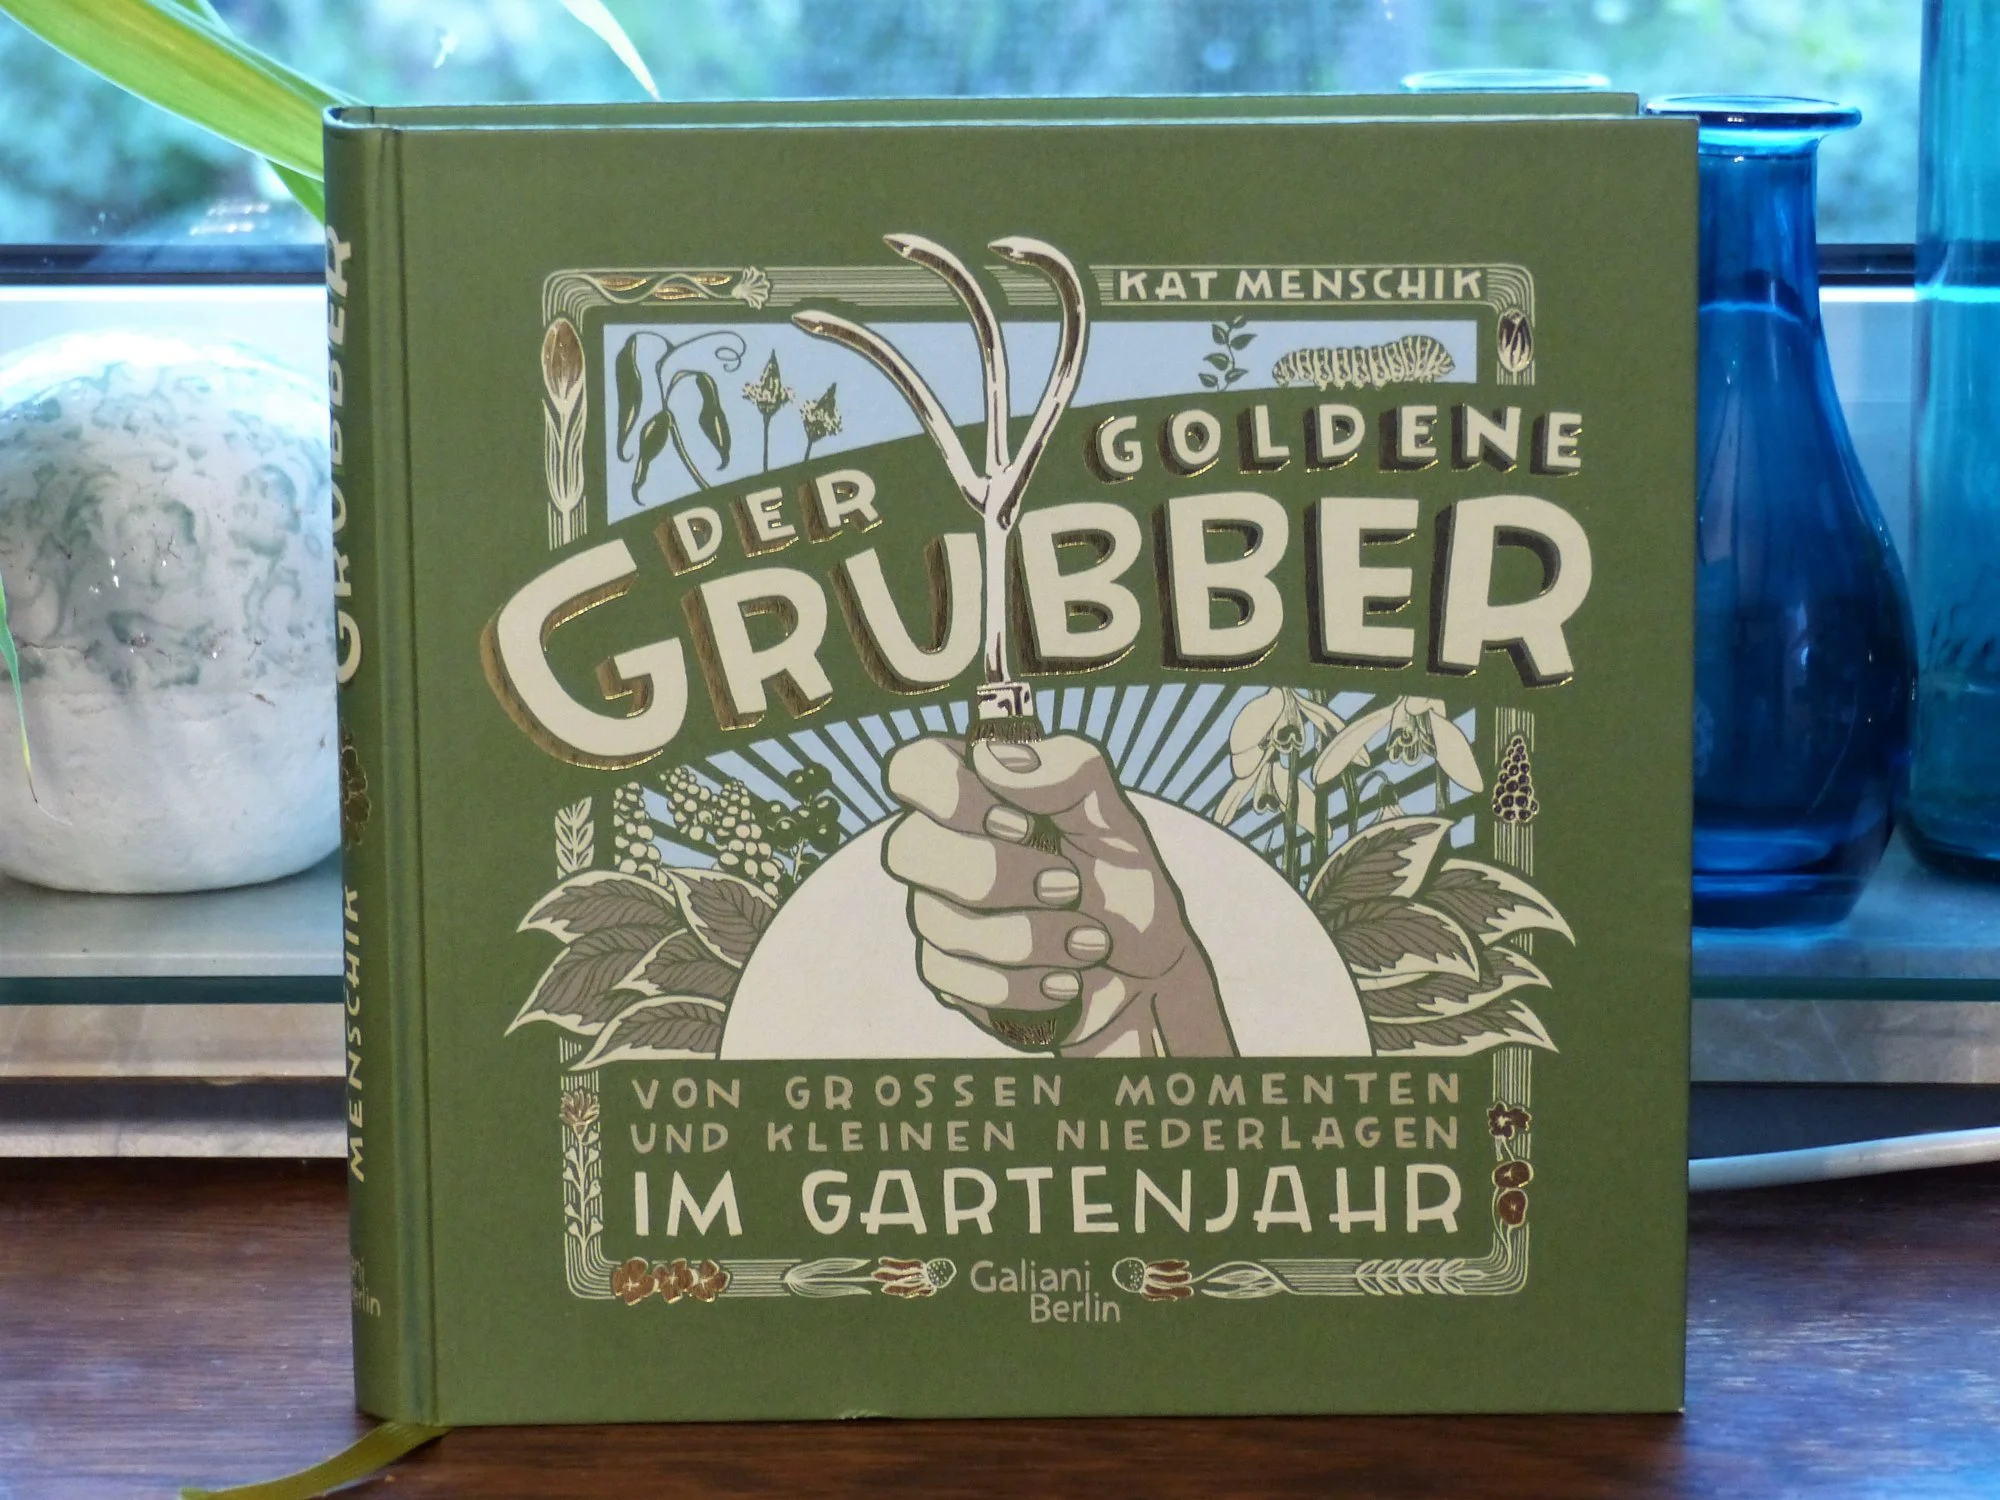 KAT MENSCHIK
DER GOLDENE
GRUBBER
VON GROSSEN MOMENTEN
UND KLEINEN NIEDERLAGEN
IM GARTENJAHR
Galiani
Berlin
GRUBBER
MENSCHIK